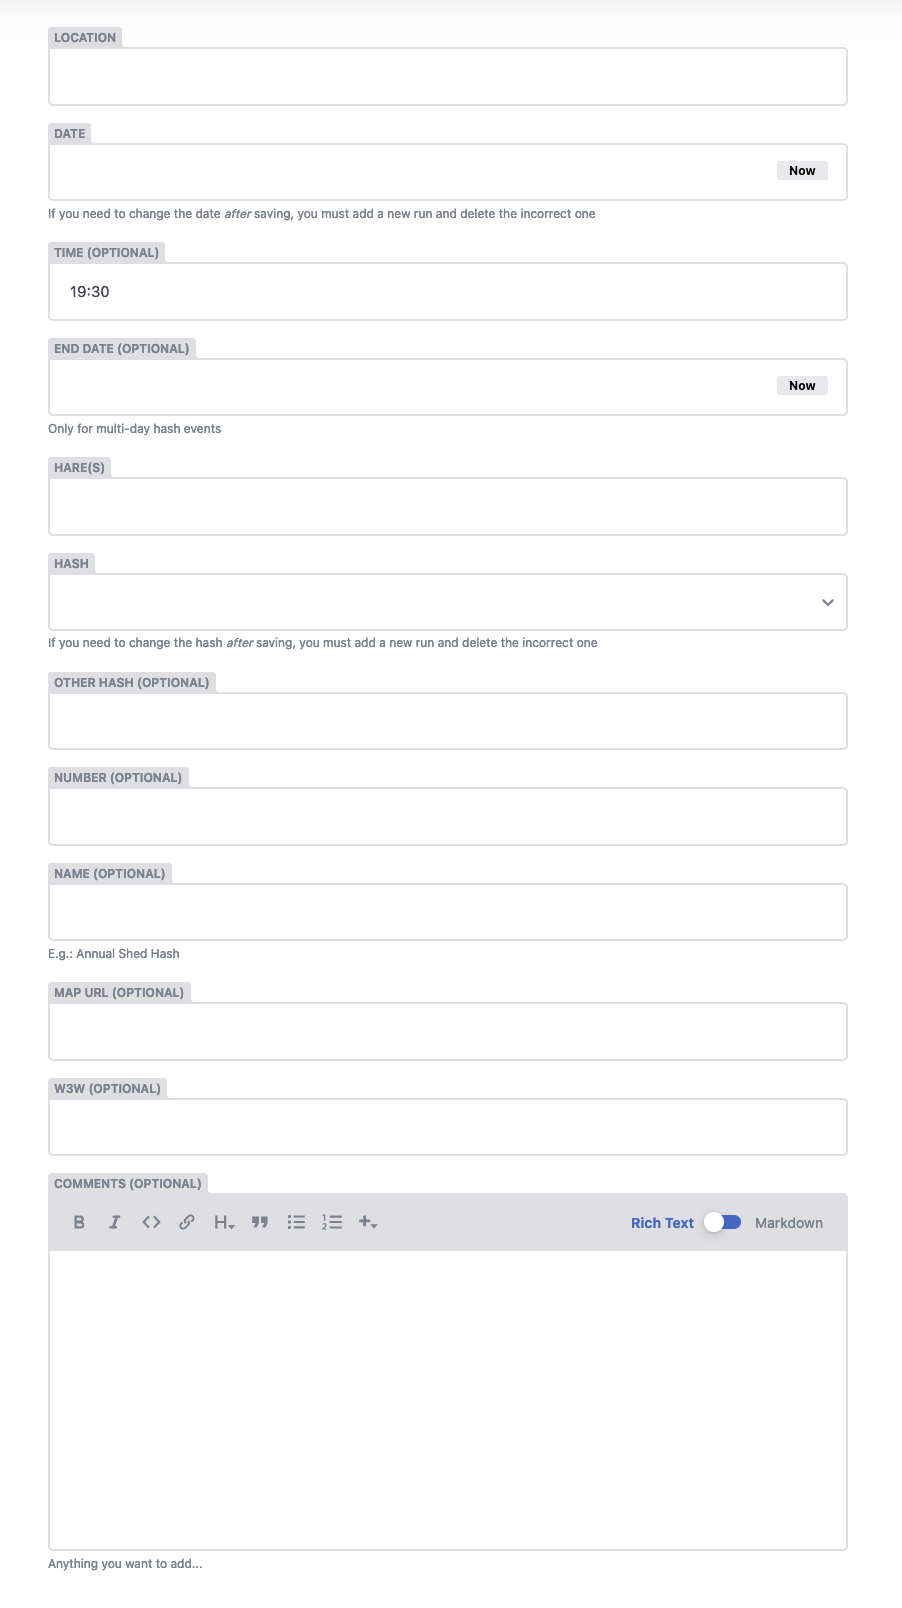 LOCATION
DATE
Now
If you need to change the date after saving, you must add a new run and delete the incorrect one
TIME (OPTIONAL)
19:30
END DATE (OPTIONAL)
Now
Only for multi-day hash events
HARE(S)
HASH
If you need to change the hash after saving, you must add a new run and delete the incorrect one
OTHER HASH (OPTIONAL)
NUMBER (OPTIONAL)
NAME (OPTIONAL)
E.g.: Annual Shed Hash
MAP URL (OPTIONAL)
W3W (OPTIONAL)
COMMENTS (OPTIONAL)
B I <> H Rich Text Markdown
Anything you want to add...